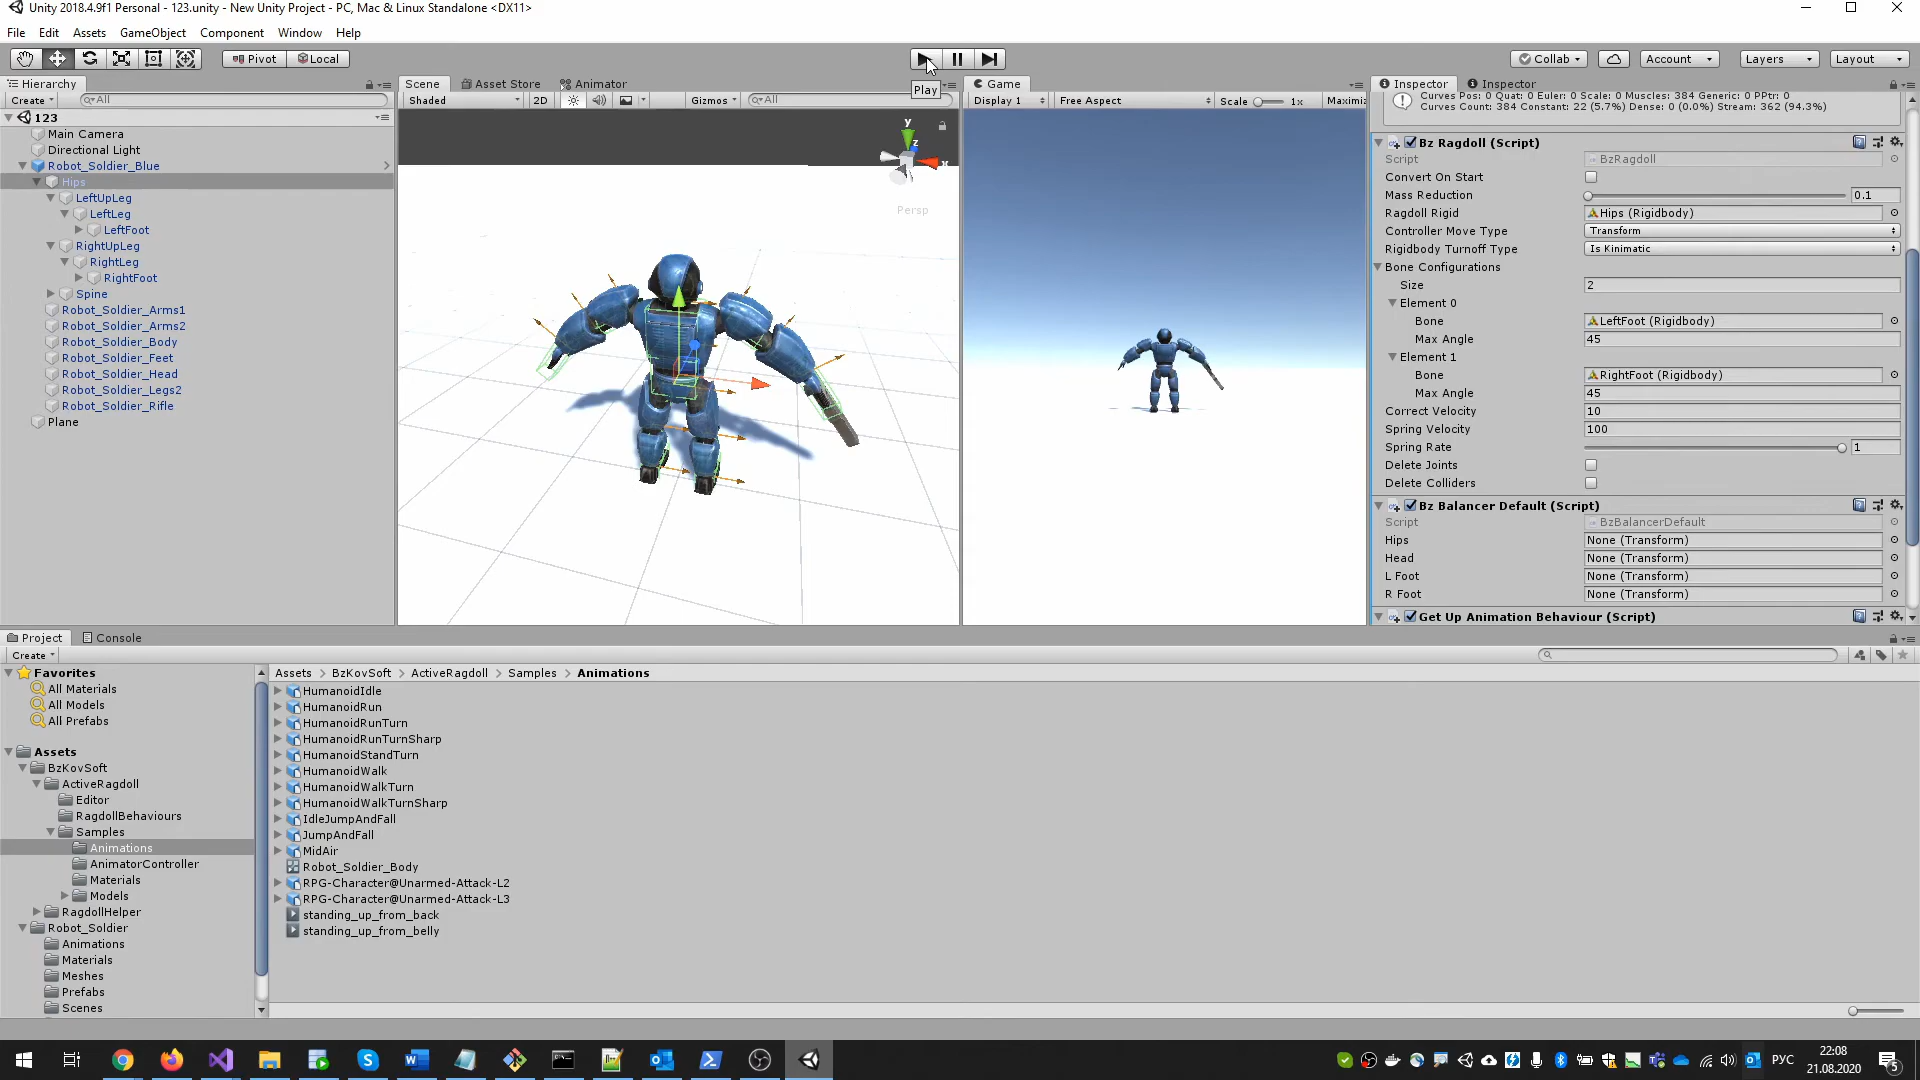 Unity 2018.4.9f1 Personal - 123.unity - New Unity Project - PC, Mac & Linux Standalone <DX11>
File Edit Assets GameObject Component Window Help
Pivot Local Collab Account Layers Layout
Play
Hierarchy
Create All
123
Main Camera
Directional Light
Robot_Soldier_Blue
Hips
LeftUpLeg
LeftLeg
LeftFoot
RightUpLeg
RightLeg
RightFoot
Spine
Robot_Soldier_Arms1
Robot_Soldier_Arms2
Robot_Soldier_Body
Robot_Soldier_Feet
Robot_Soldier_Head
Robot_Soldier_Legs2
Robot_Soldier_Rifle
Plane
Scene Asset Store Animator
Shaded 2D Gizmos All
y
z
x
Persp
Game
Display 1 Free Aspect Scale 1x Maximi
Inspector Inspector
Curves Pos: 0 Quat: 0 Euler: 0 Scale: 0 Muscles: 384 Generic: 0 PPtr: 0
Curves Count: 384 Constant: 22 (5.7%) Dense: 0 (0.0%) Stream: 362 (94.3%)
Bz Ragdoll (Script)
Script BzRagdoll
Convert On Start
Mass Reduction 0.1
Ragdoll Rigid Hips (Rigidbody)
Controller Move Type Transform
Rigidbody Turnoff Type Is Kinimatic
Bone Configurations
Size 2
Element 0
Bone LeftFoot (Rigidbody)
Max Angle 45
Element 1
Bone RightFoot (Rigidbody)
Max Angle 45
Correct Velocity 10
Spring Velocity 100
Spring Rate 1
Delete Joints
Delete Colliders
Bz Balancer Default (Script)
Script BzBalancerDefault
Hips None (Transform)
Head None (Transform)
L Foot None (Transform)
R Foot None (Transform)
Get Up Animation Behaviour (Script)
Project Console
Create
Favorites
All Materials
All Models
All Prefabs
Assets
BzKovSoft
ActiveRagdoll
Editor
RagdollBehaviours
Samples
Animations
AnimatorController
Materials
Models
RagdollHelper
Robot_Soldier
Animations
Materials
Meshes
Prefabs
Scenes
Assets > BzKovSoft > ActiveRagdoll > Samples > Animations
HumanoidIdle
HumanoidRun
HumanoidRunTurn
HumanoidRunTurnSharp
HumanoidStandTurn
HumanoidWalk
HumanoidWalkTurn
HumanoidWalkTurnSharp
IdleJumpAndFall
JumpAndFall
MidAir
Robot_Soldier_Body
RPG-Character@Unarmed-Attack-L2
RPG-Character@Unarmed-Attack-L3
standing_up_from_back
standing_up_from_belly
РУС
22:08
21.08.2020
5